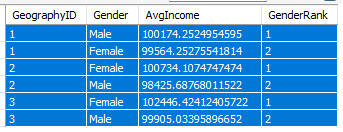 GeographyID Gender AvgIncome GenderRank
1 Male 100174.2524954595 1
1 Female 99564.25275541814 2
2 Female 100734.1074747474 1
2 Male 98425.68768011522 2
3 Female 102446.42412405722 1
3 Male 99905.03395896652 2